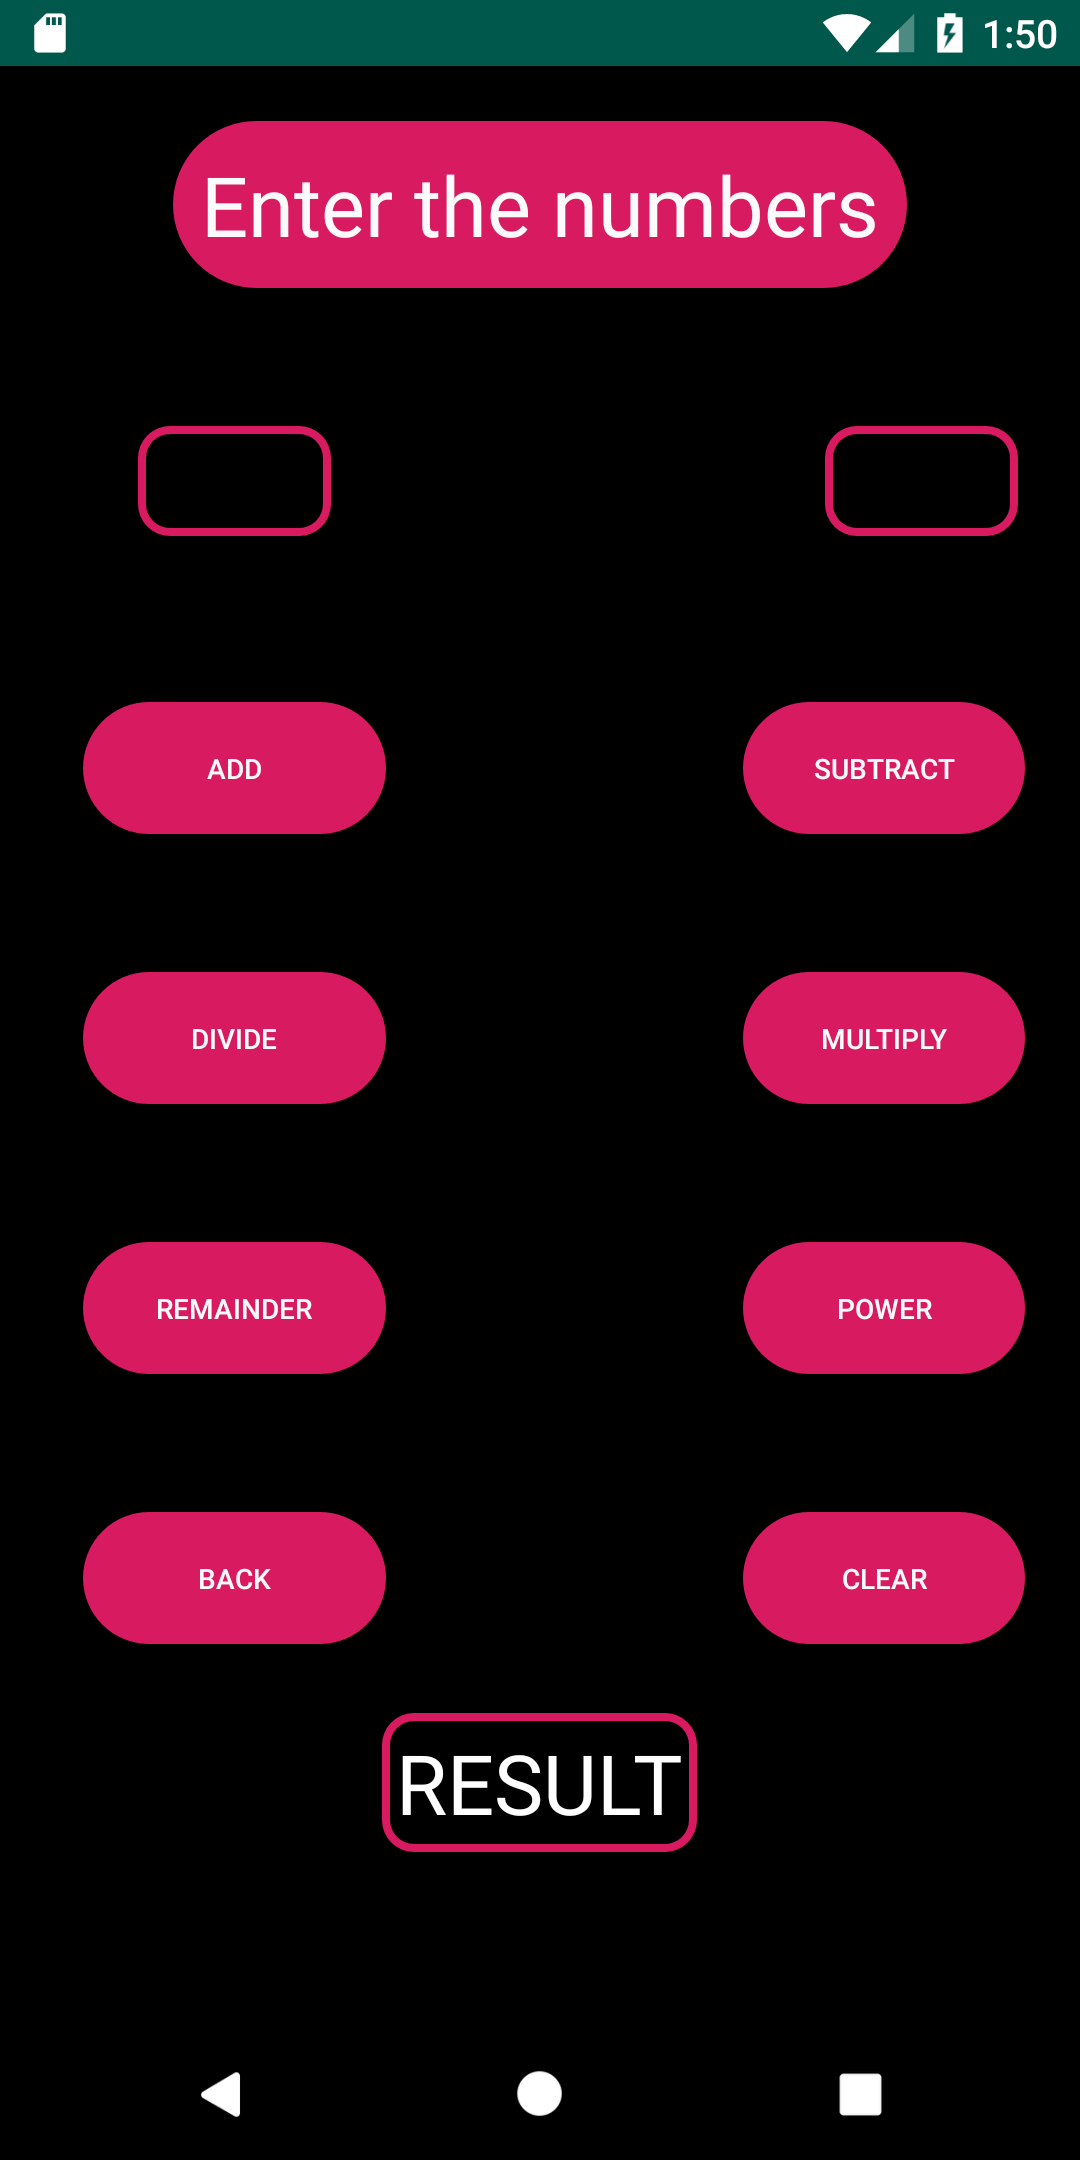 1:50
Enter the numbers
ADD
SUBTRACT
DIVIDE
MULTIPLY
REMAINDER
POWER
BACK
CLEAR
RESULT